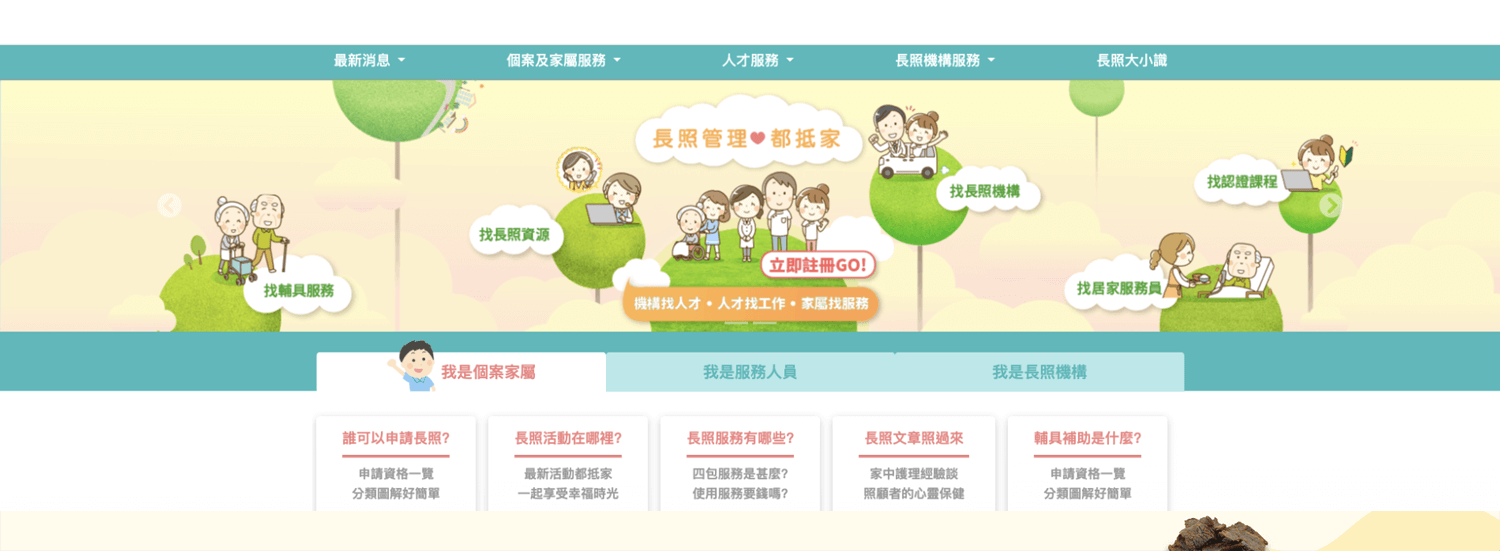 最新消息
個案及家屬服務
人才服務
長照機構服務
長照大小識
長照管理 都抵家
找認證課程
找長照機構
找長照資源
立即註冊GO!
找輔具服務
找居家服務員
機構找人才 • 人才找工作 • 家屬找服務
我是個案家屬
我是服務人員
我是長照機構
誰可以申請長照?
申請資格一覽
分類圖解好簡單
長照活動在哪裡?
最新活動都抵家
一起享受幸福時光
長照服務有哪些?
四包服務是甚麼?
使用服務要錢嗎?
長照文章照過來
家中護理經驗談
照顧者的心靈保健
輔具補助是什麼?
申請資格一覽
分類圖解好簡單